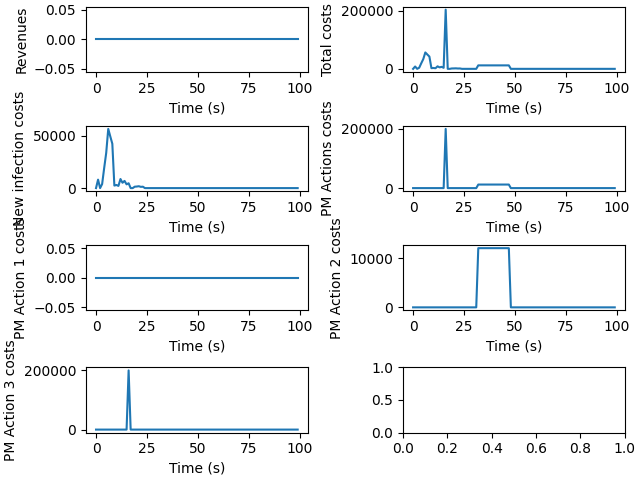 Revenues
0.05
0.00
−0.05
0 25 50 75 100
Time (s)
Total costs
200000
0
0 25 50 75 100
Time (s)
New infection costs
50000
0
0 25 50 75 100
Time (s)
PM Actions costs
200000
0
0 25 50 75 100
Time (s)
PM Action 1 costs
0.05
0.00
−0.05
0 25 50 75 100
Time (s)
PM Action 2 costs
10000
0
0 25 50 75 100
Time (s)
PM Action 3 costs
200000
0
0 25 50 75 100
Time (s)
1.0
0.5
0.0
0.0 0.2 0.4 0.6 0.8 1.0